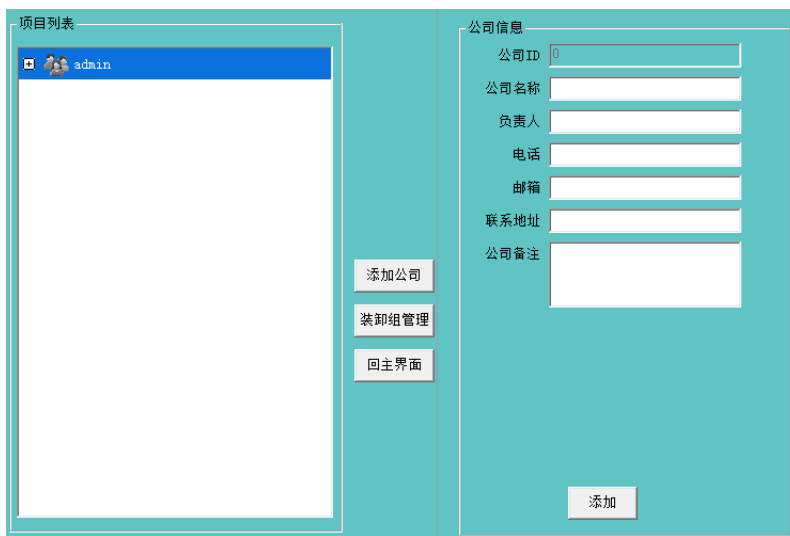 项目列表
admin
添加公司
装卸组管理
回主界面
公司信息
公司ID 0
公司名称
负责人
电话
邮箱
联系地址
公司备注
添加